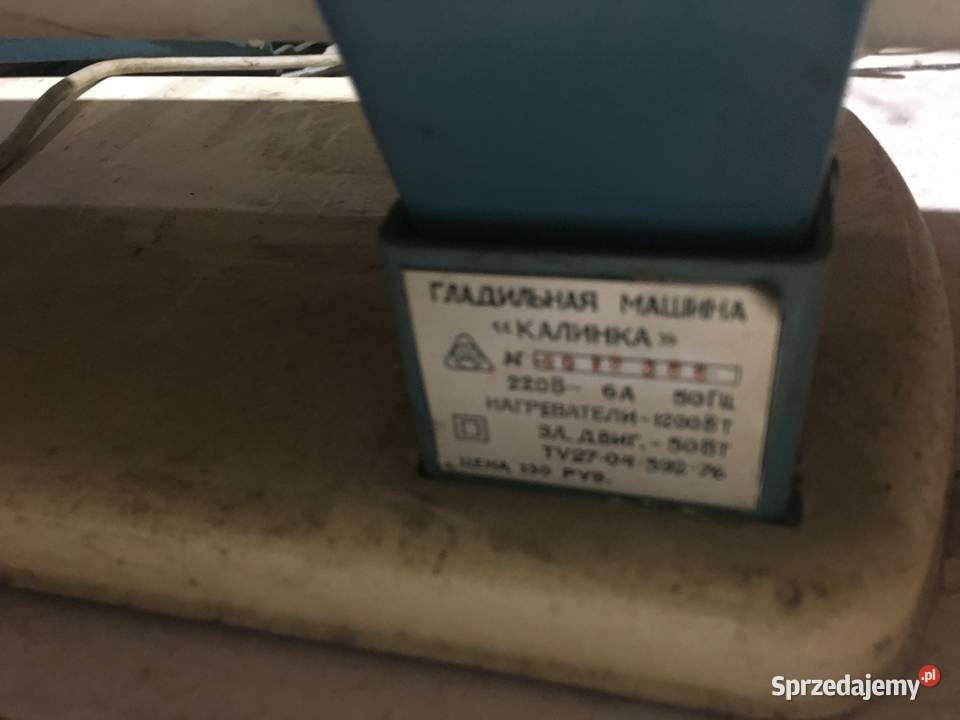 ГЛАДИЛЬНАЯ МАШИНА
«КАЛИНКА»
№
220В~ 6А 50ГЦ
НАГРЕВАТЕЛИ-1200ВТ
ЭЛ. ДВИГ.-50ВТ
ТУ27-04-592-76
ЦЕНА 130 РУБ.
Sprzedajemy.pl